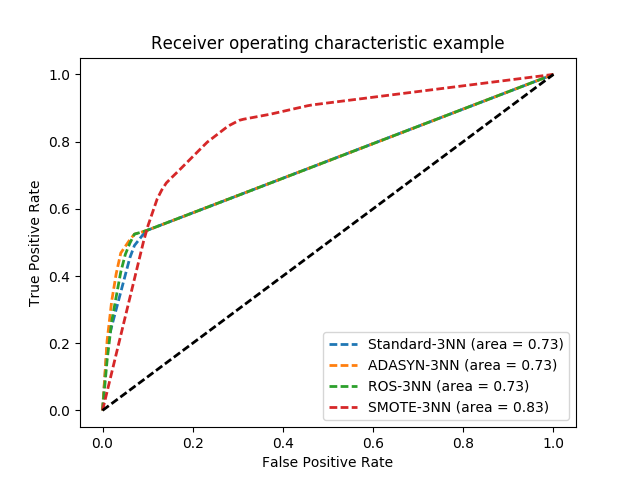 Receiver operating characteristic example
1.0
0.8
0.6
0.4
0.2
0.0
True Positive Rate
Standard-3NN (area = 0.73)
ADASYN-3NN (area = 0.73)
ROS-3NN (area = 0.73)
SMOTE-3NN (area = 0.83)
0.0 0.2 0.4 0.6 0.8 1.0
False Positive Rate